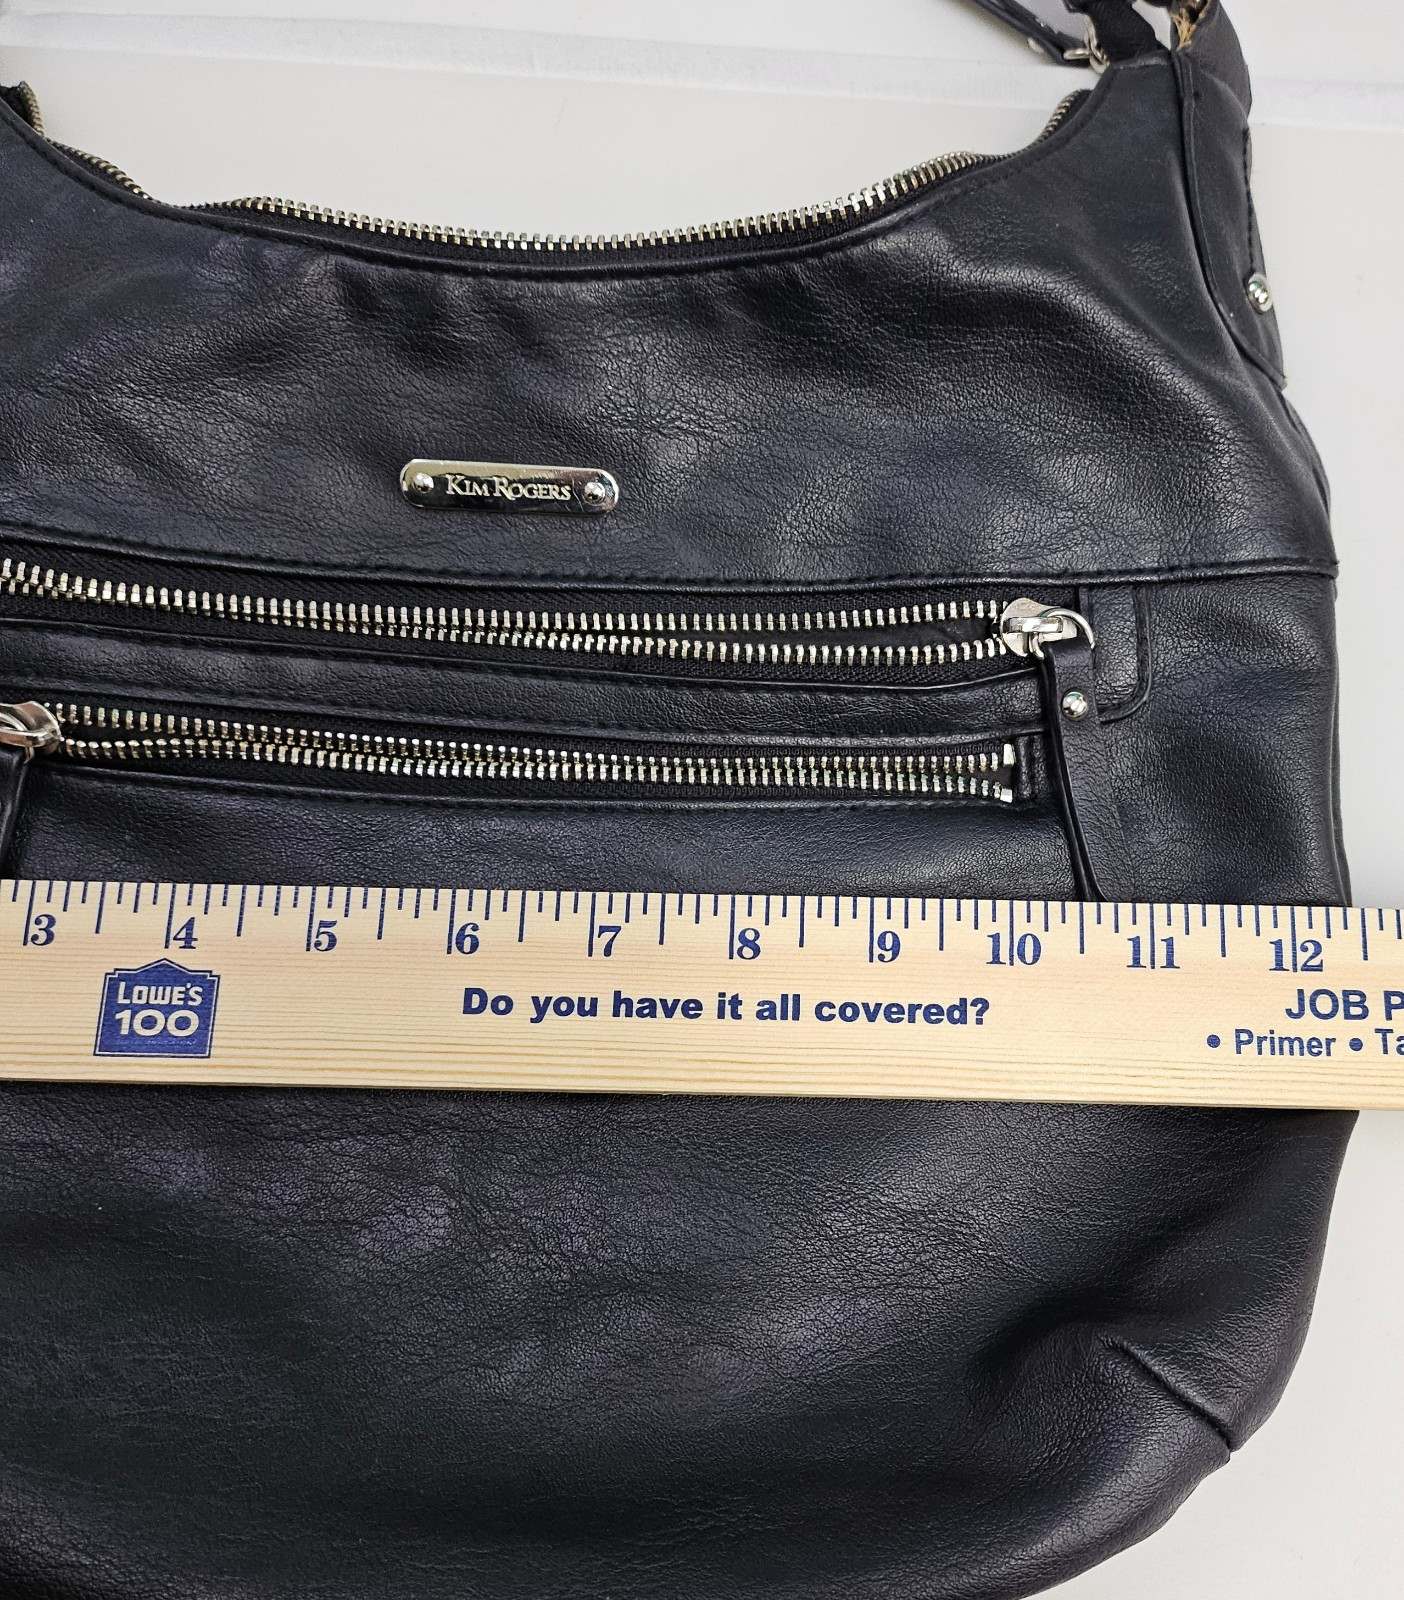 KIM ROGERS
3 4 5 6 7 8 9 10 11 12
LOWE'S
100
Do you have it all covered?
JOB P
• Primer • Ta